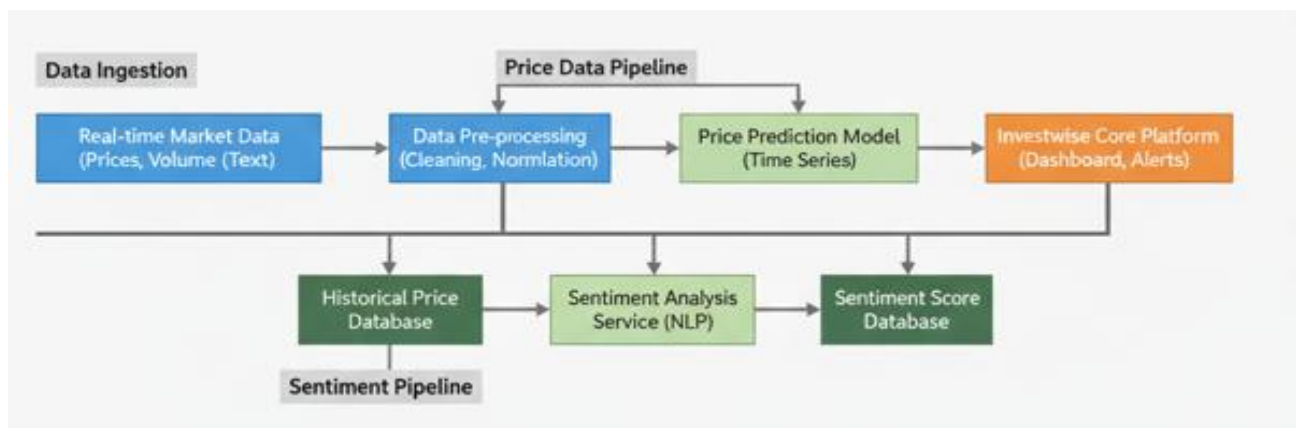 Data Ingestion
Price Data Pipeline
Real-time Market Data
(Prices, Volume (Text)
Data Pre-processing
(Cleaning, Normlation)
Price Prediction Model
(Time Series)
Investwise Core Platform
(Dashboard, Alerts)
Historical Price
Database
Sentiment Analysis
Service (NLP)
Sentiment Score
Database
Sentiment Pipeline